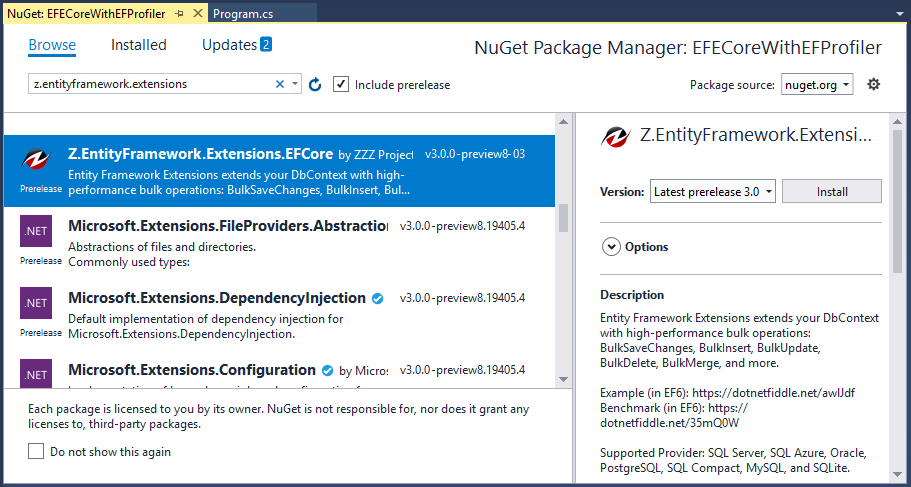 NuGet: EFECoreWithEFProfiler
Program.cs
Browse
Installed
Updates 2
NuGet Package Manager: EFECoreWithEFProfiler
z.entityframework.extensions
Include prerelease
Package source: nuget.org
Z.EntityFramework.Extensions.EFCore by ZZZ Project v3.0.0-preview8-03
Prerelease
Entity Framework Extensions extends your DbContext with high-
performance bulk operations: BulkSaveChanges, BulkInsert, Bul...
.NET
Microsoft.Extensions.FileProviders.Abstraction v3.0.0-preview8.19405.4
Abstractions of files and directories.
Prerelease
Commonly used types:
.NET
Microsoft.Extensions.DependencyInjection v3.0.0-preview8.19405.4
Default implementation of dependency injection for
Prerelease
Microsoft.Extensions.DependencyInjection.
.NET
Microsoft.Extensions.Configuration by Micros v3.0.0-preview8.19405.4
Each package is licensed to you by its owner. NuGet is not responsible for, nor does it grant any
licenses to, third-party packages.
Do not show this again
Z.EntityFramework.Extensi...
Version: Latest prerelease 3.0
Install
Options
Description
Entity Framework Extensions extends your DbContext
with high-performance bulk operations:
BulkSaveChanges, BulkInsert, BulkUpdate,
BulkDelete, BulkMerge, and more.
Example (in EF6): https://dotnetfiddle.net/awlJdf
Benchmark (in EF6): https://
dotnetfiddle.net/35mQ0W
Supported Provider: SQL Server, SQL Azure, Oracle,
PostgreSQL, SQL Compact, MySQL, and SQLite.